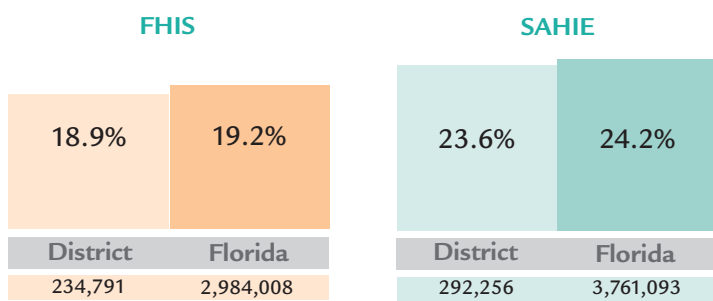 FHIS
18.9% 19.2%
District Florida
234,791 2,984,008
SAHIE
23.6% 24.2%
District Florida
292,256 3,761,093